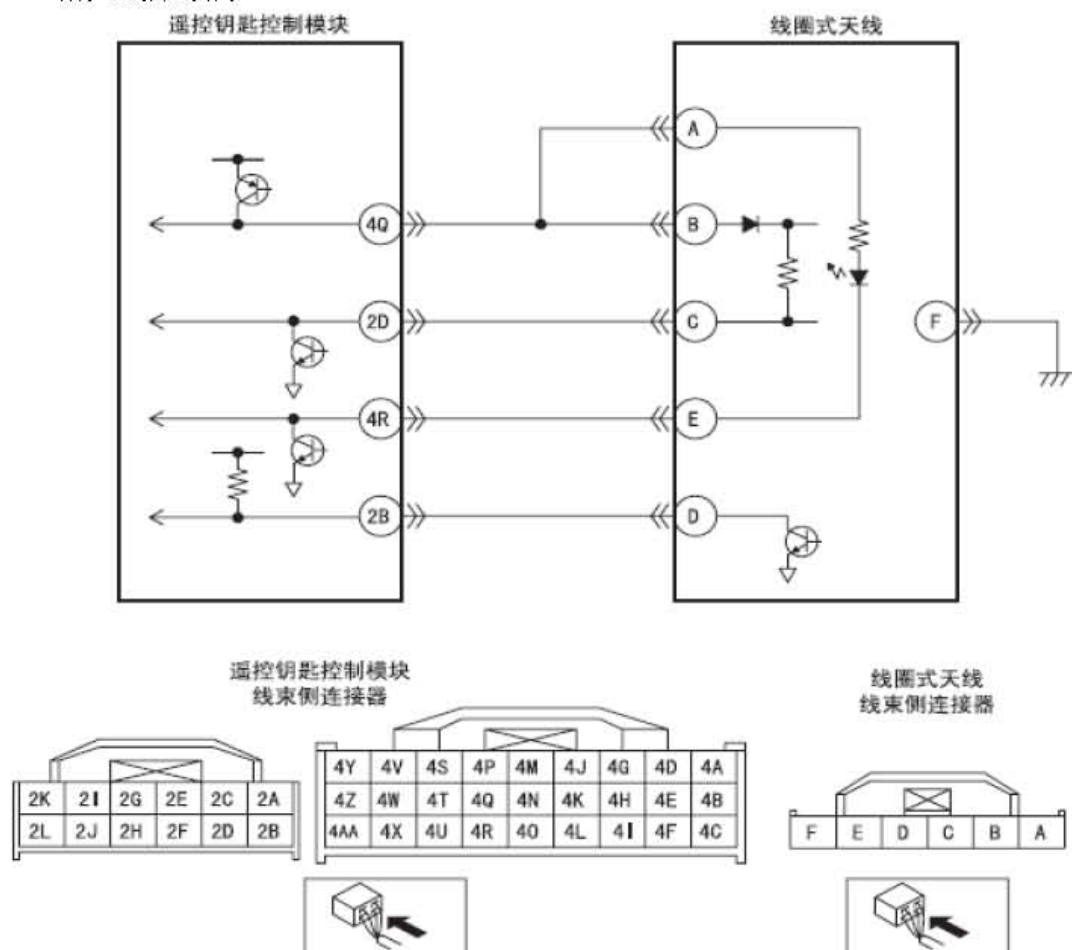 遥控钥匙控制模块
线圈式天线
A
4Q
B
2D
C
F
4R
E
2B
D
遥控钥匙控制模块
线束侧连接器
线圈式天线
线束侧连接器
2K 2I 2G 2E 2C 2A
2L 2J 2H 2F 2D 2B
4Y 4V 4S 4P 4M 4J 4G 4D 4A
4Z 4W 4T 4Q 4N 4K 4H 4E 4B
4AA 4X 4U 4R 4O 4L 4I 4F 4C
F E D C B A